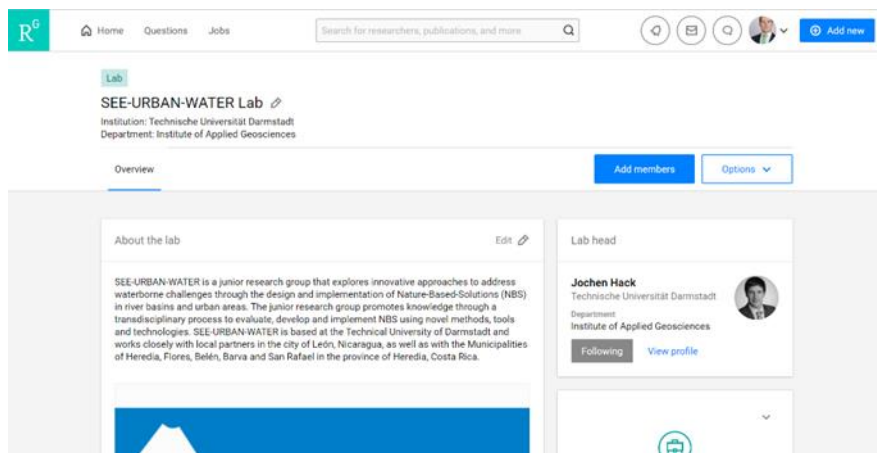 RG
Home Questions Jobs Search for researchers, publications, and more Add new
Lab
SEE-URBAN-WATER Lab
Institution: Technische Universität Darmstadt
Department: Institute of Applied Geosciences
Overview Add members Options
About the lab Edit
SEE-URBAN-WATER is a junior research group that explores innovative approaches to address
waterborne challenges through the design and implementation of Nature-Based-Solutions (NBS)
in river basins and urban areas. The junior research group promotes knowledge through a
transdisciplinary process to evaluate, develop and implement NBS using novel methods, tools
and technologies. SEE-URBAN-WATER is based at the Technical University of Darmstadt and
works closely with local partners in the city of León, Nicaragua, as well as with the Municipalities
of Heredia, Flores, Belén, Barva and San Rafael in the province of Heredia, Costa Rica.
Lab head
Jochen Hack
Technische Universität Darmstadt
Department
Institute of Applied Geosciences
Following View profile